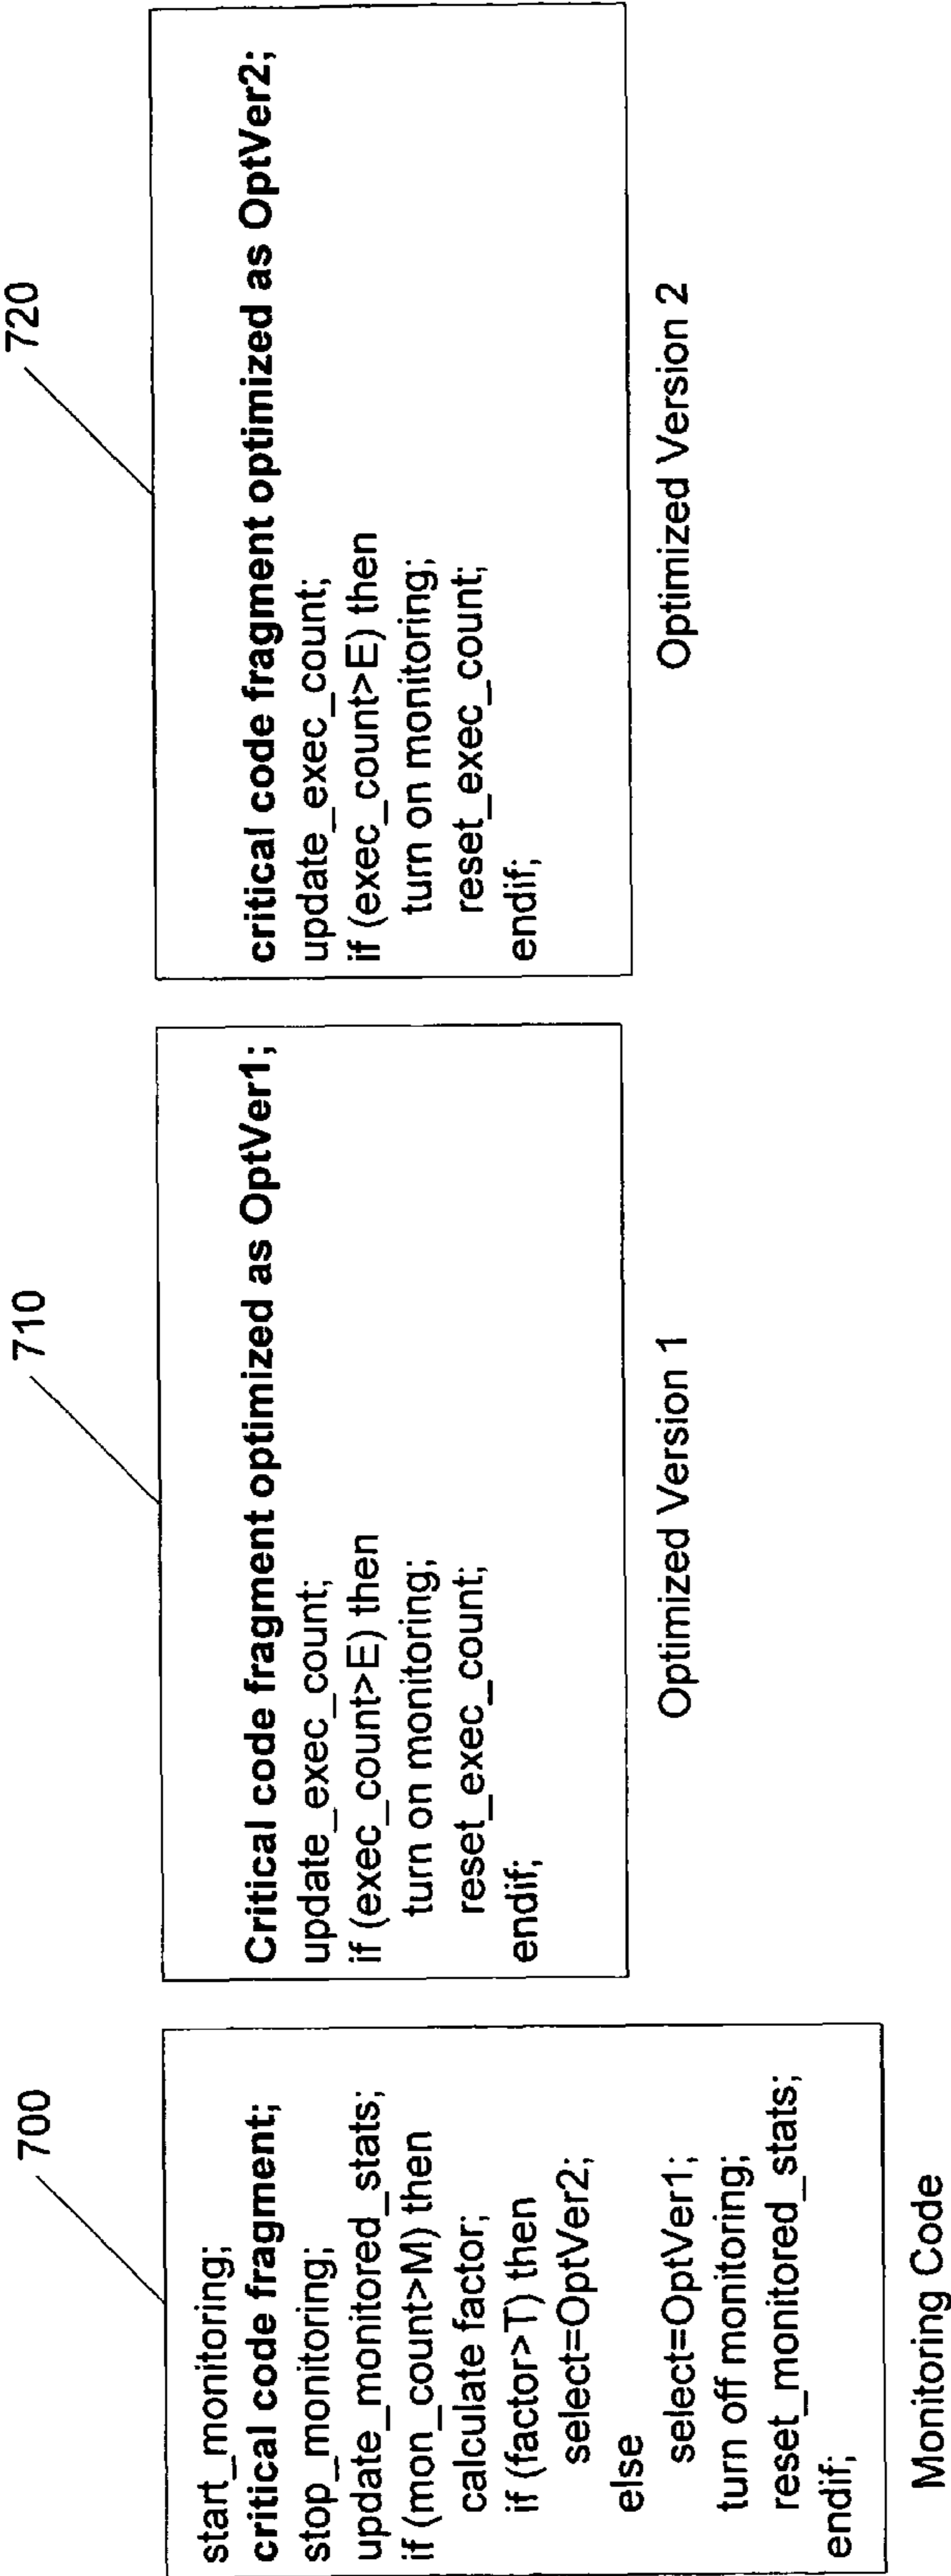 700
start_monitoring;
critical code fragment;
stop_monitoring;
update_monitored_stats;
if (mon_count>M) then
calculate factor;
if (factor>T) then
select=OptVer2;
else
select=OptVer1;
turn off monitoring;
reset_monitored_stats;
endif;
Monitoring Code
710
Critical code fragment optimized as OptVer1;
update_exec_count;
if (exec_count>E) then
turn on monitoring;
reset_exec_count;
endif;
Optimized Version 1
720
critical code fragment optimized as OptVer2;
update_exec_count;
if (exec_count>E) then
turn on monitoring;
reset_exec_count;
endif;
Optimized Version 2